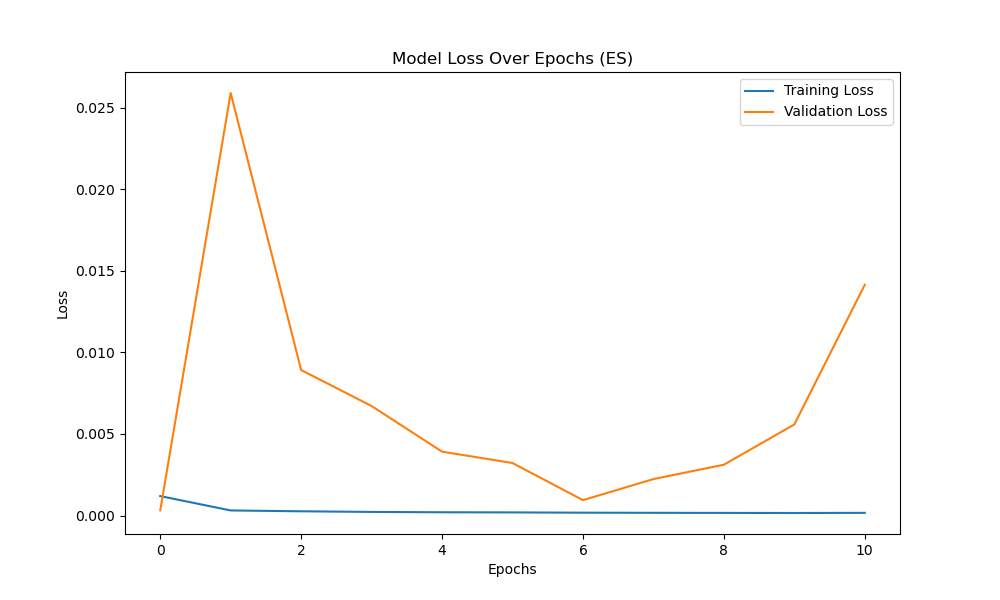 Model Loss Over Epochs (ES)
Training Loss
Validation Loss
0.025
0.020
0.015
0.010
0.005
0.000
Loss
0 2 4 6 8 10
Epochs